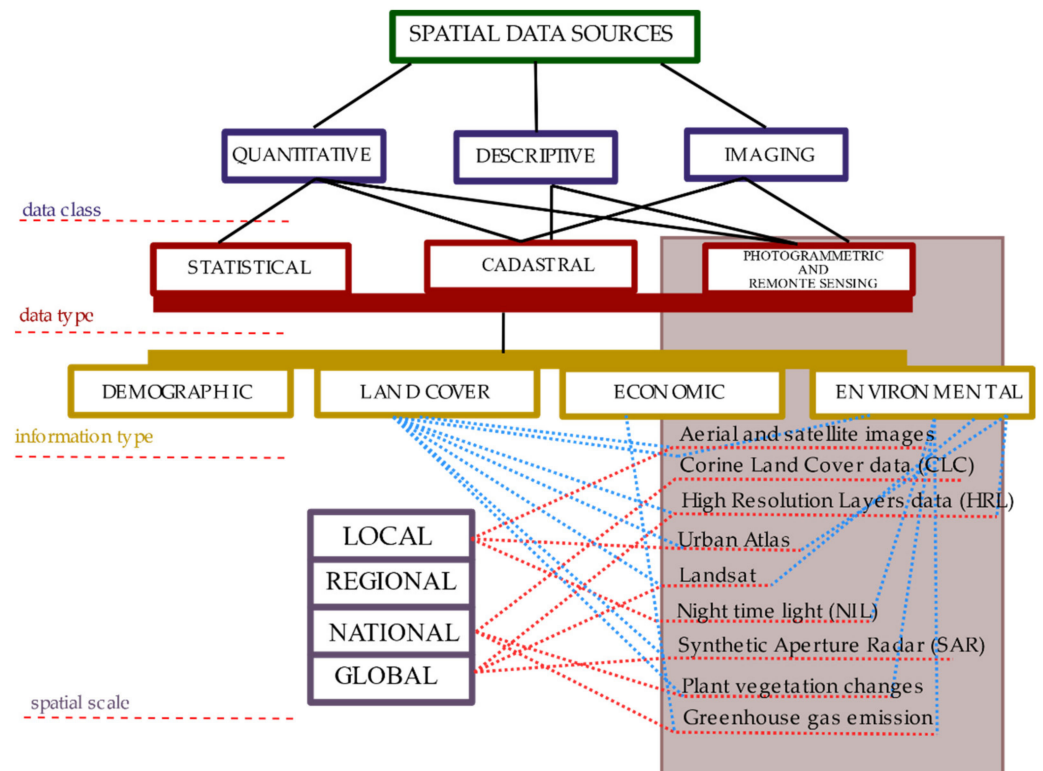 SPATIAL DATA SOURCES
QUANTITATIVE
DESCRIPTIVE
IMAGING
data class
STATISTICAL
CADASTRAL
PHOTOGRAMMETRIC
AND
REMONTE SENSING
data type
DEMOGRAPHIC
LAND COVER
ECONOMIC
ENVIRONMENTAL
information type
Aerial and satellite images
Corine Land Cover data (CLC)
High Resolution Layers data (HRL)
Urban Atlas
Landsat
Night time light (NIL)
Synthetic Aperture Radar (SAR)
Plant vegetation changes
Greenhouse gas emission
LOCAL
REGIONAL
NATIONAL
GLOBAL
spatial scale